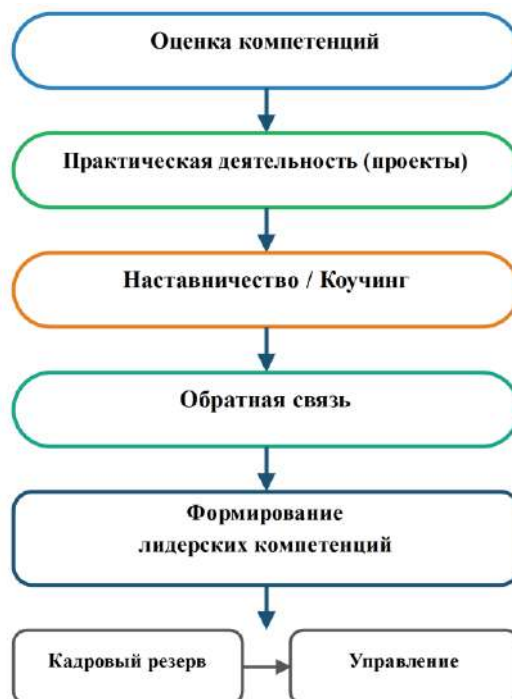 Оценка компетенций
Практическая деятельность (проекты)
Наставничество / Коучинг
Обратная связь
Формирование
лидерских компетенций
Кадровый резерв
Управление